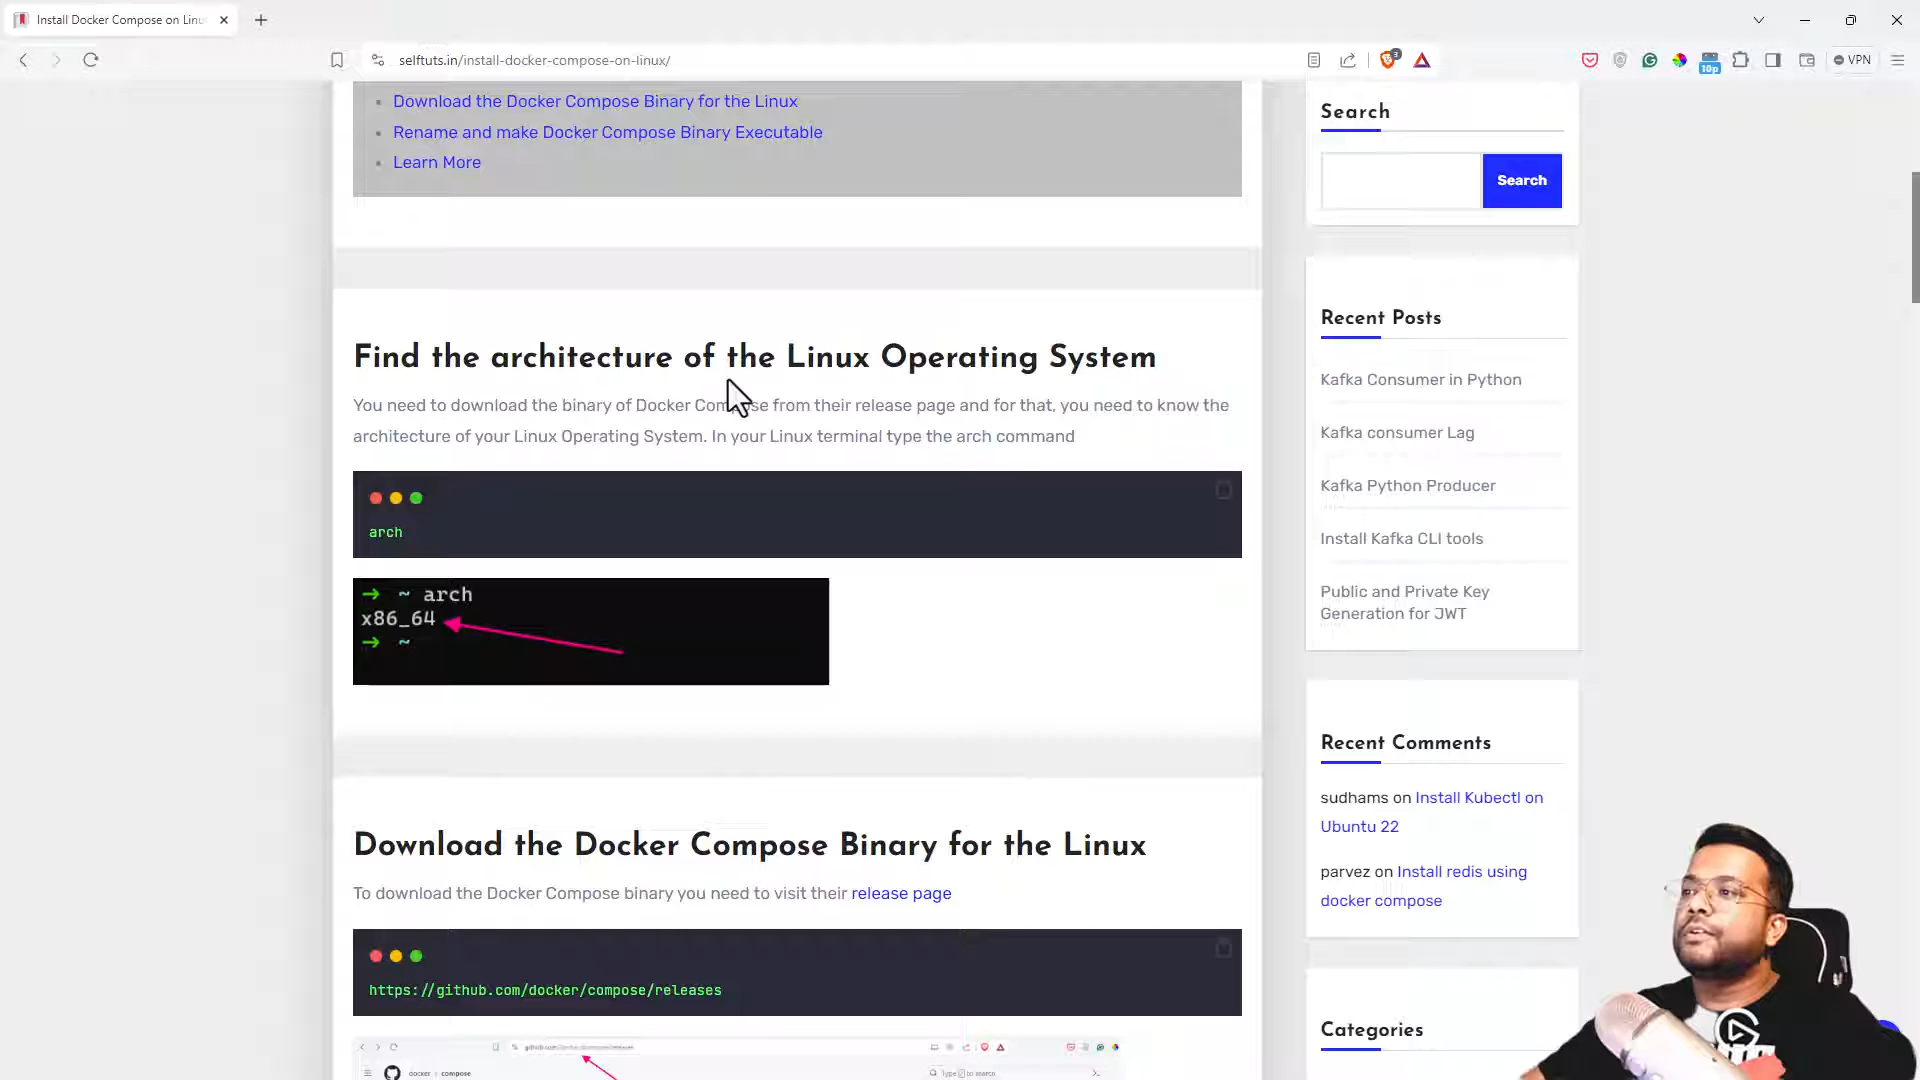 Install Docker Compose on Linu
selftuts.in/install-docker-compose-on-linux/
3
10p
VPN
Download the Docker Compose Binary for the Linux
Rename and make Docker Compose Binary Executable
Learn More
Find the architecture of the Linux Operating System
You need to download the binary of Docker Compose from their release page and for that, you need to know the
architecture of your Linux Operating System. In your Linux terminal type the arch command
arch
→ ~ arch
x86_64
→ ~
Download the Docker Compose Binary for the Linux
To download the Docker Compose binary you need to visit their release page
https://github.com/docker/compose/releases
github.com/docker/compose/releases
docker / compose
Type / to search
Search
Search
Recent Posts
Kafka Consumer in Python
Kafka consumer Lag
Kafka Python Producer
Install Kafka CLI tools
Public and Private Key
Generation for JWT
Recent Comments
sudhams on Install Kubectl on
Ubuntu 22
parvez on Install redis using
docker compose
Categories